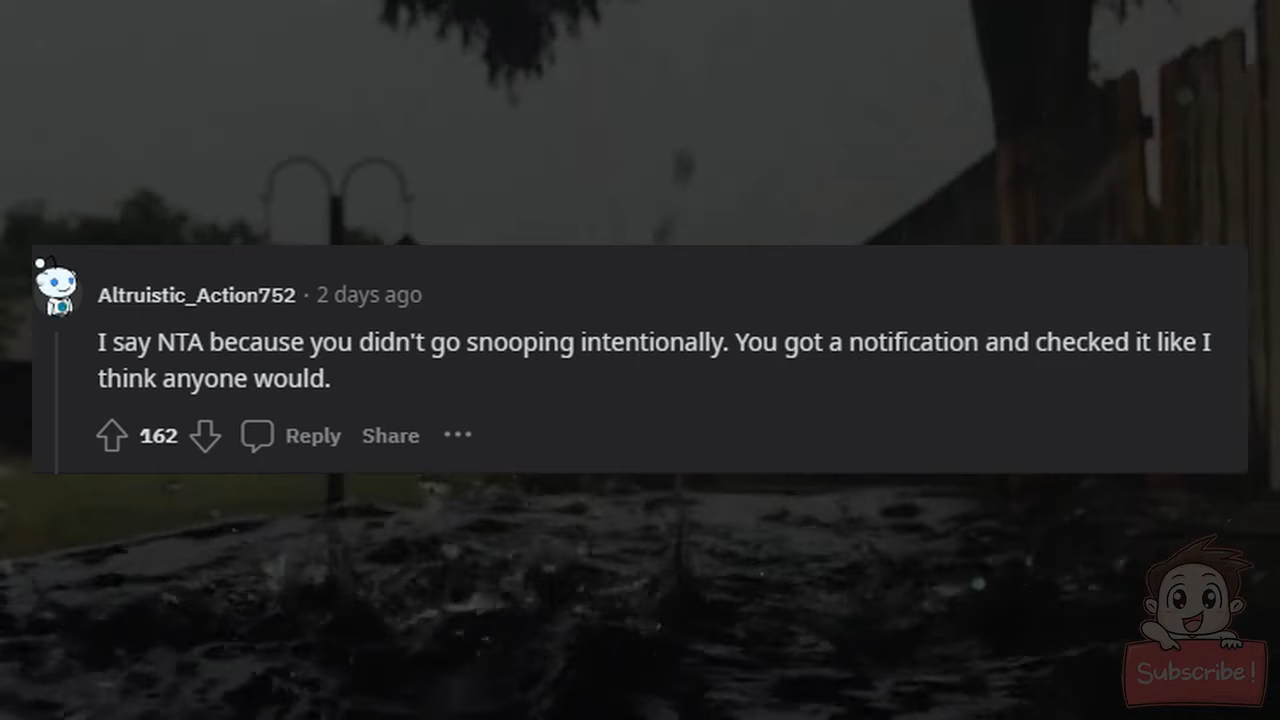 Altruistic_Action752 · 2 days ago
I say NTA because you didn't go snooping intentionally. You got a notification and checked it like I
think anyone would.
162 Reply Share ···
Subscribe!